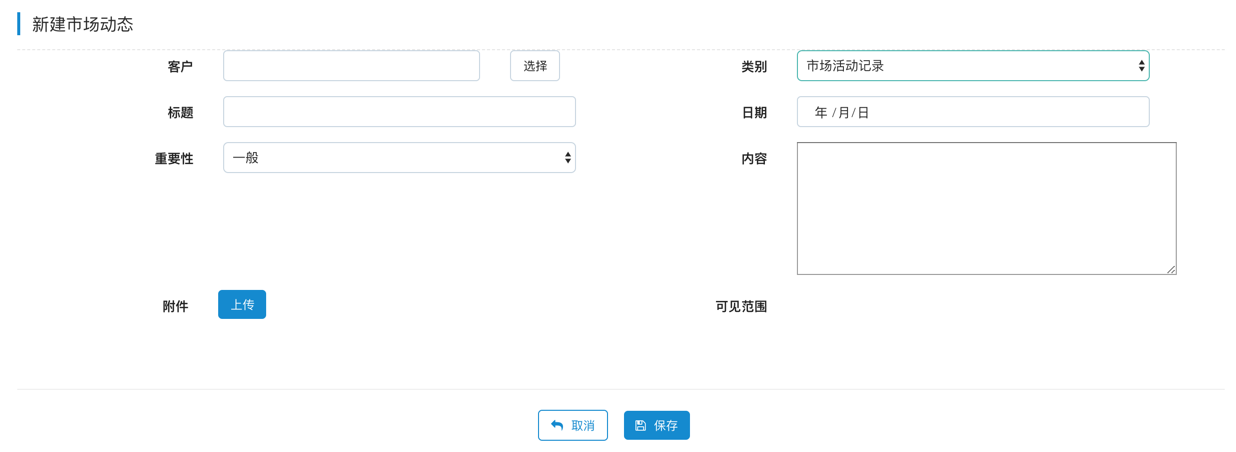 新建市场动态
客户 选择 类别 市场活动记录
标题 日期 年 /月/日
重要性 一般 内容
附件 上传 可见范围
取消 保存